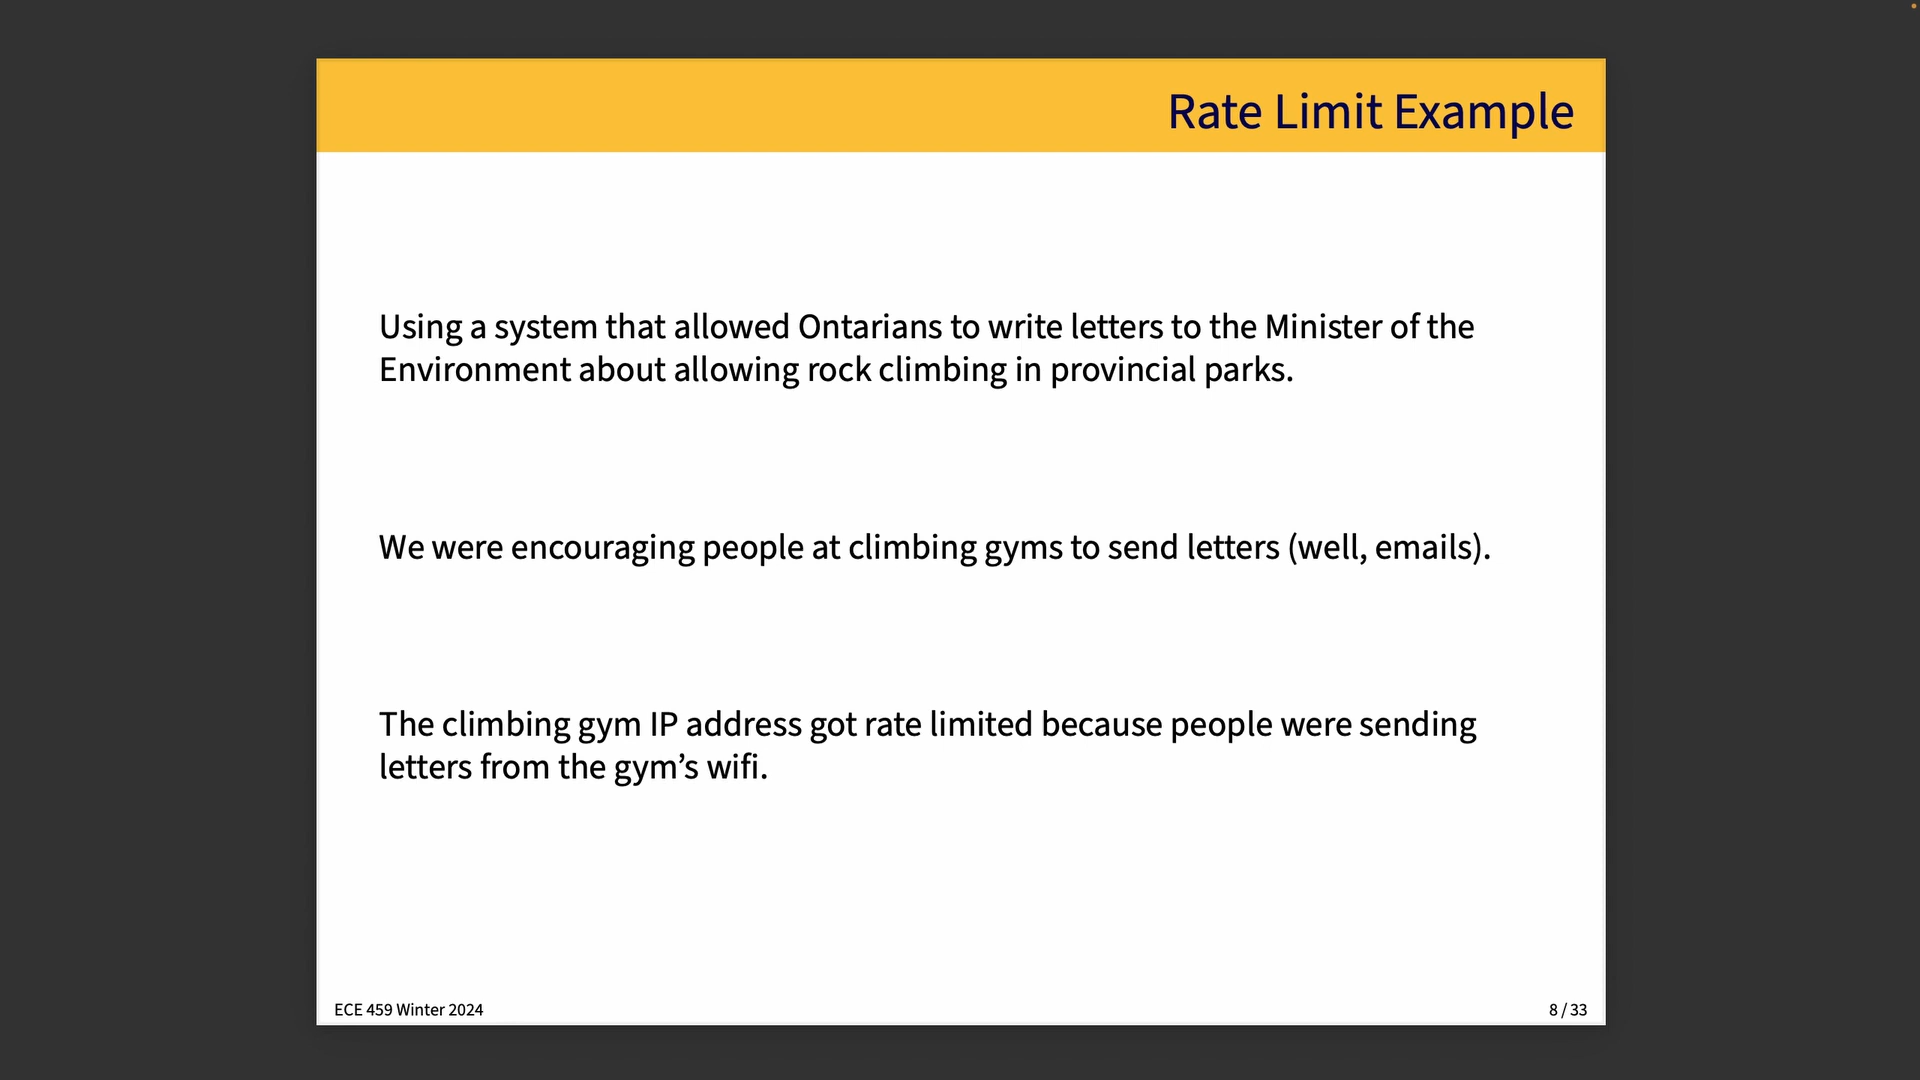 Rate Limit Example
Using a system that allowed Ontarians to write letters to the Minister of the
Environment about allowing rock climbing in provincial parks.
We were encouraging people at climbing gyms to send letters (well, emails).
The climbing gym IP address got rate limited because people were sending
letters from the gym’s wifi.
ECE 459 Winter 2024
8 / 33